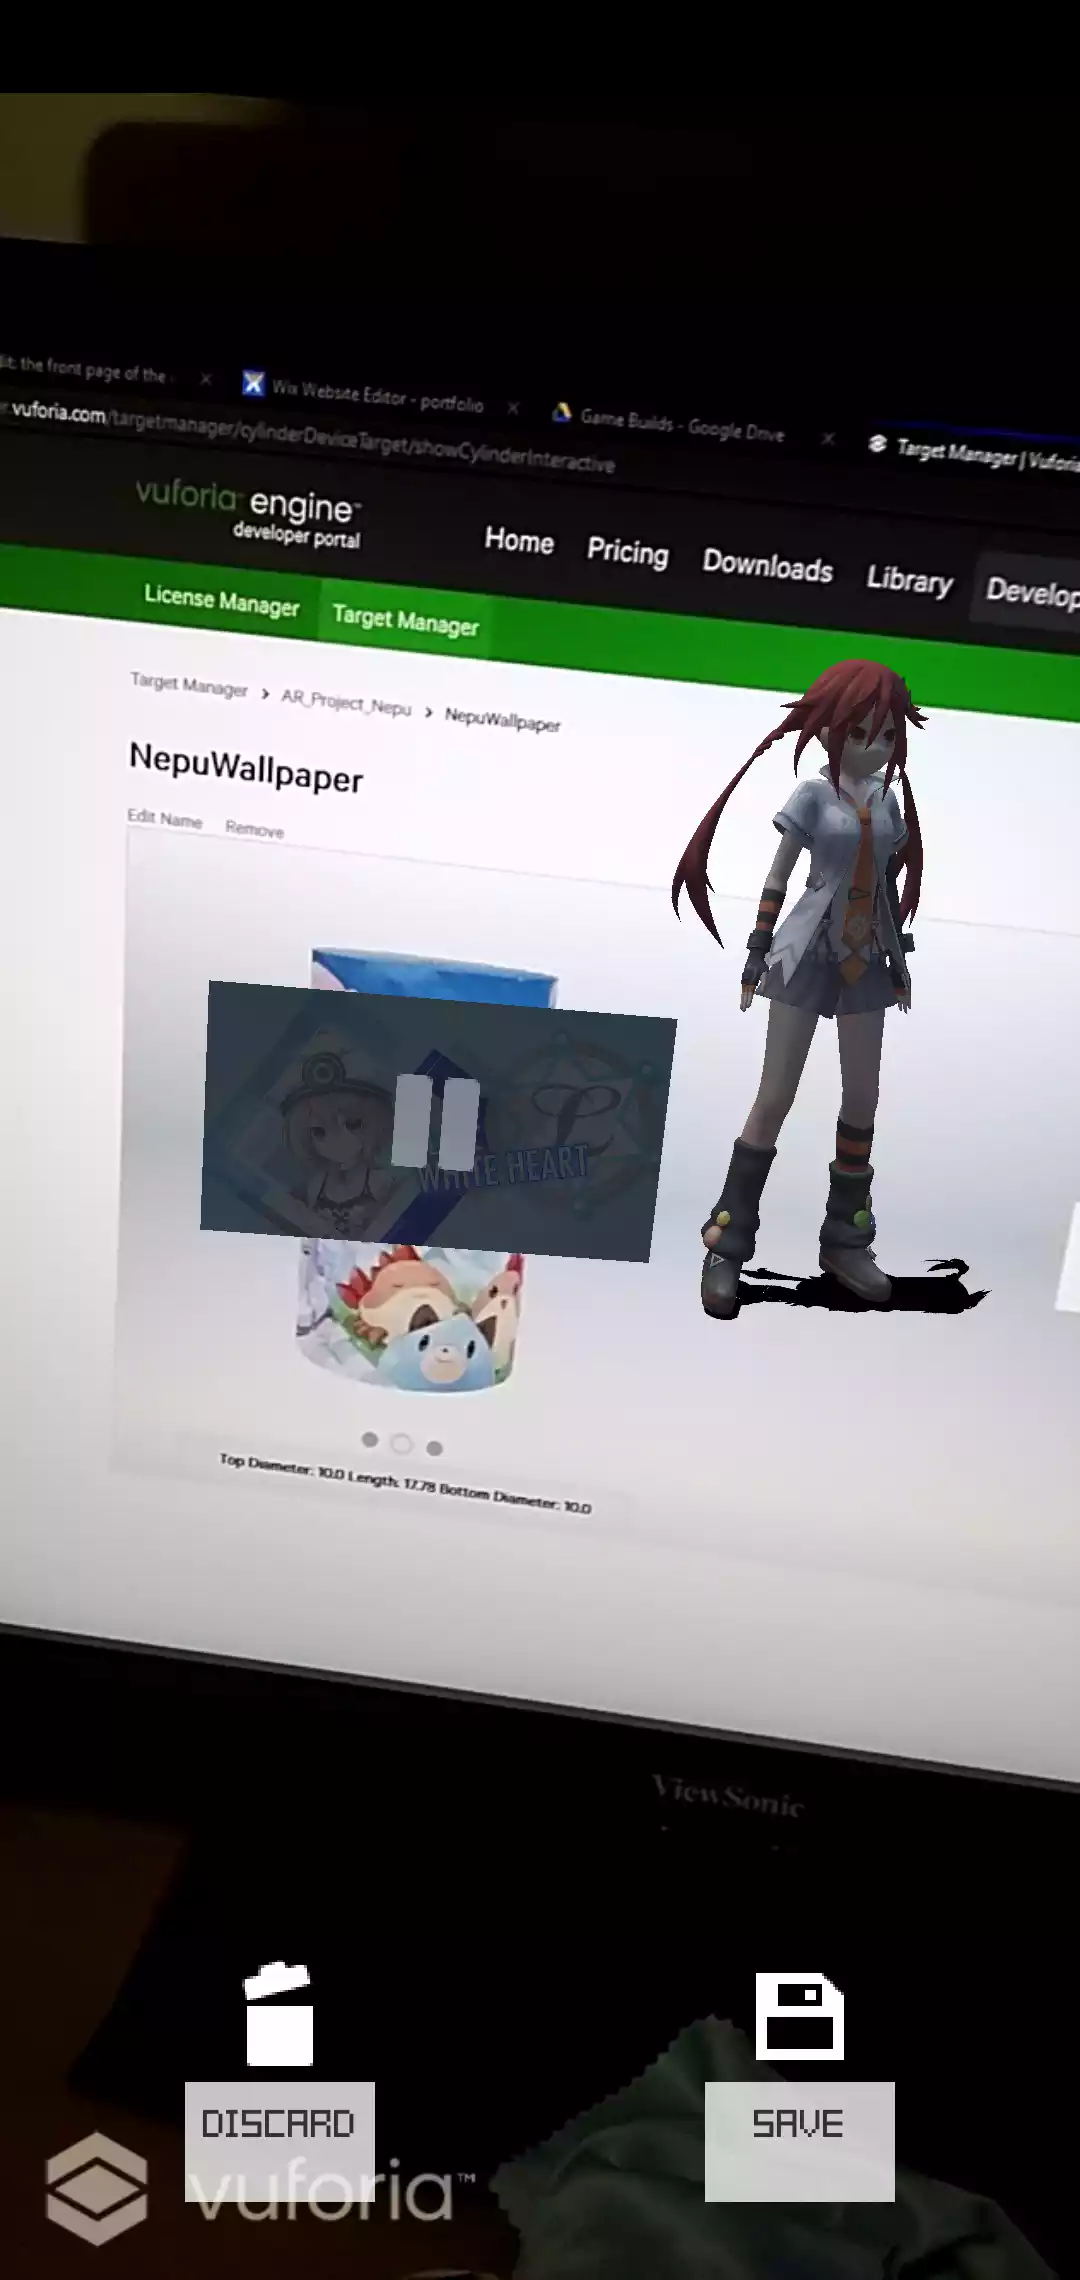 the front page of the
Wix Website Editor - portfolio
Game Builds - Google Drive
Target Manager | Vuforia
vuforia.com/targetmanager/cylinderDeviceTarget/showCylinderInteractive
vuforia engine™
developer portal
Home Pricing Downloads Library Develop
License Manager Target Manager
Target Manager > AR_Project_Nepu > NepuWallpaper
NepuWallpaper
Edit Name Remove
WHITE HEART
Top Diameter: 10.0 Length: 17.78 Bottom Diameter: 10.0
ViewSonic
DISCARD
SAVE
vuforia™